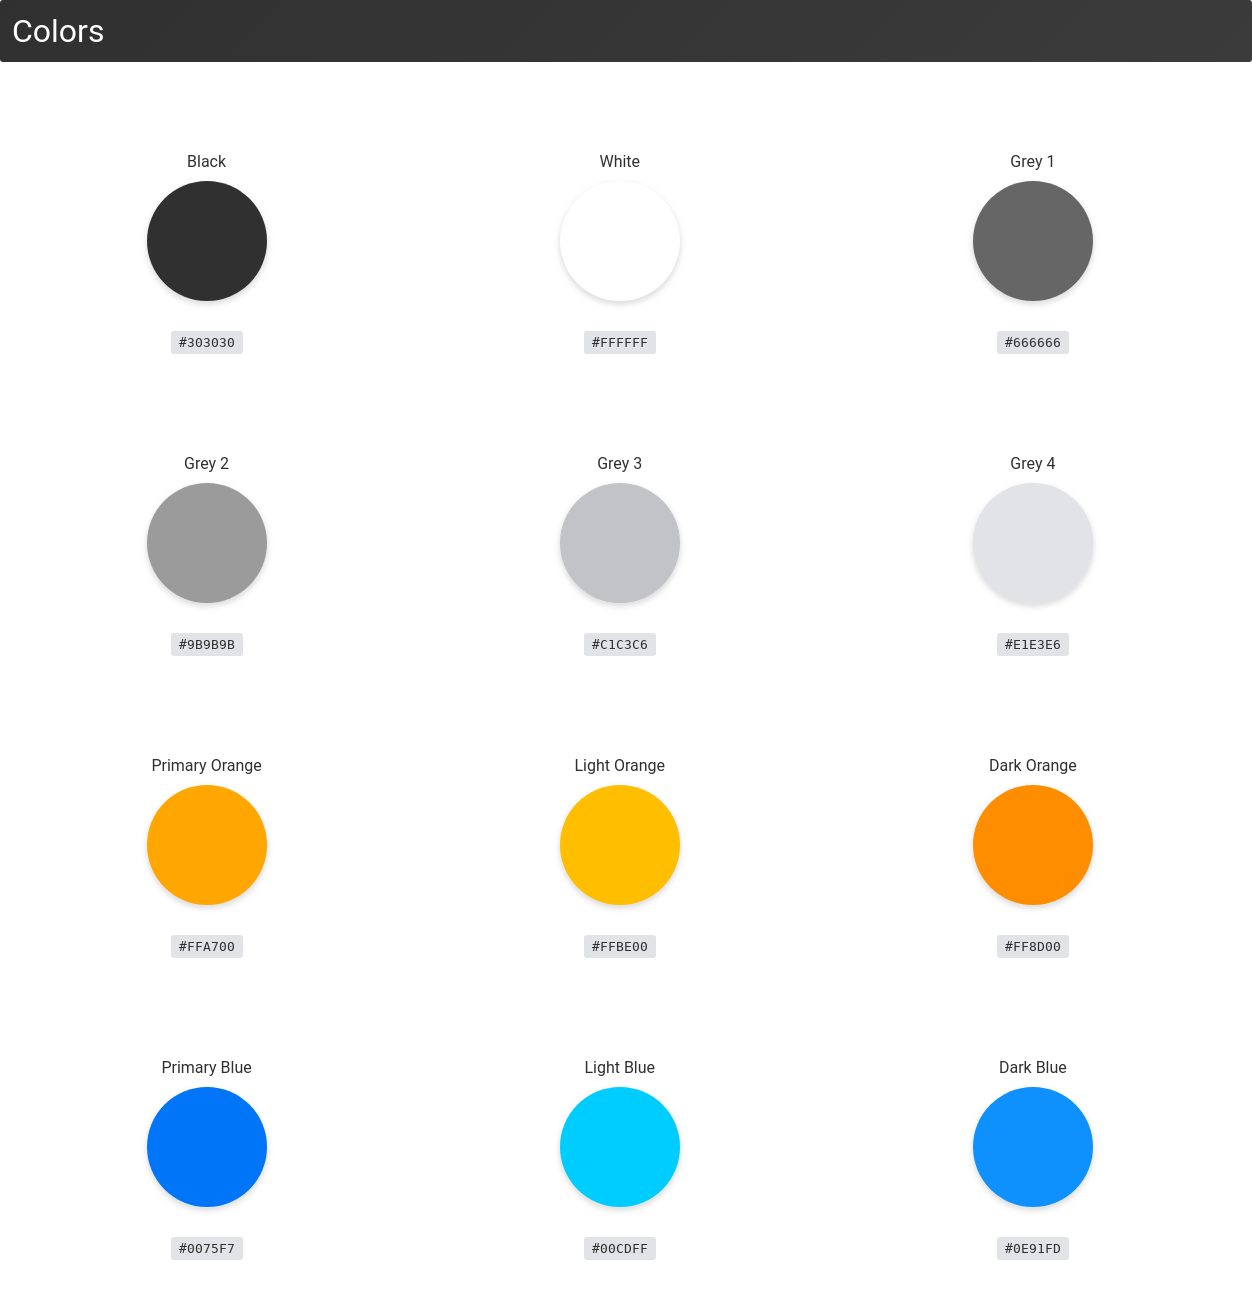 Colors
Black
White
Grey 1
#303030
#FFFFFF
#666666
Grey 2
Grey 3
Grey 4
#9B9B9B
#C1C3C6
#E1E3E6
Primary Orange
Light Orange
Dark Orange
#FFA700
#FFBE00
#FF8D00
Primary Blue
Light Blue
Dark Blue
#0075F7
#00CDFF
#0E91FD